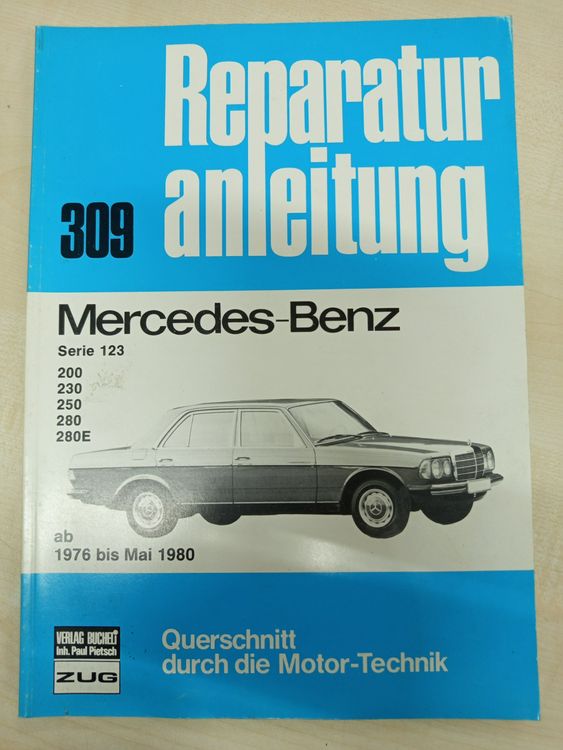 Reparatur
anleitung
309
Mercedes-Benz
Serie 123
200
230
250
280
280E
ab
1976 bis Mai 1980
VERLAG BUCHELI
Inh. Paul Pietsch
ZUG
Querschnitt
durch die Motor-Technik